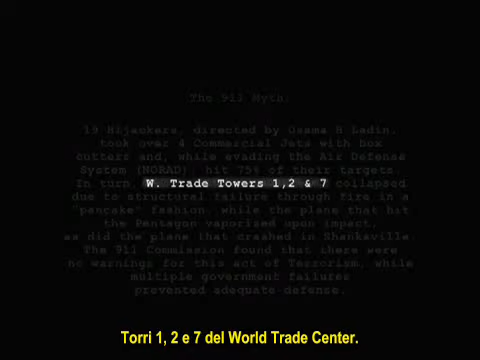 The 911 Myth:
19 Hijackers, directed by Osama B Ladin,
took over 4 Commercial Jets with box
cutters and, while evading the Air Defense
System (NORAD), hit 75% of their targets.
In turn W. Trade Towers 1,2 & 7 collapsed
due to structural failure through fire in a
"pancake" fashion, while the plane that hit
the Pentagon vaporised upon impact,
as did the plane that crashed in Shanksville.
The 911 Commission found that there were
no warnings for this act of Terrorism, while
multiple government failures
prevented adequate defense.
Torri 1, 2 e 7 del World Trade Center.